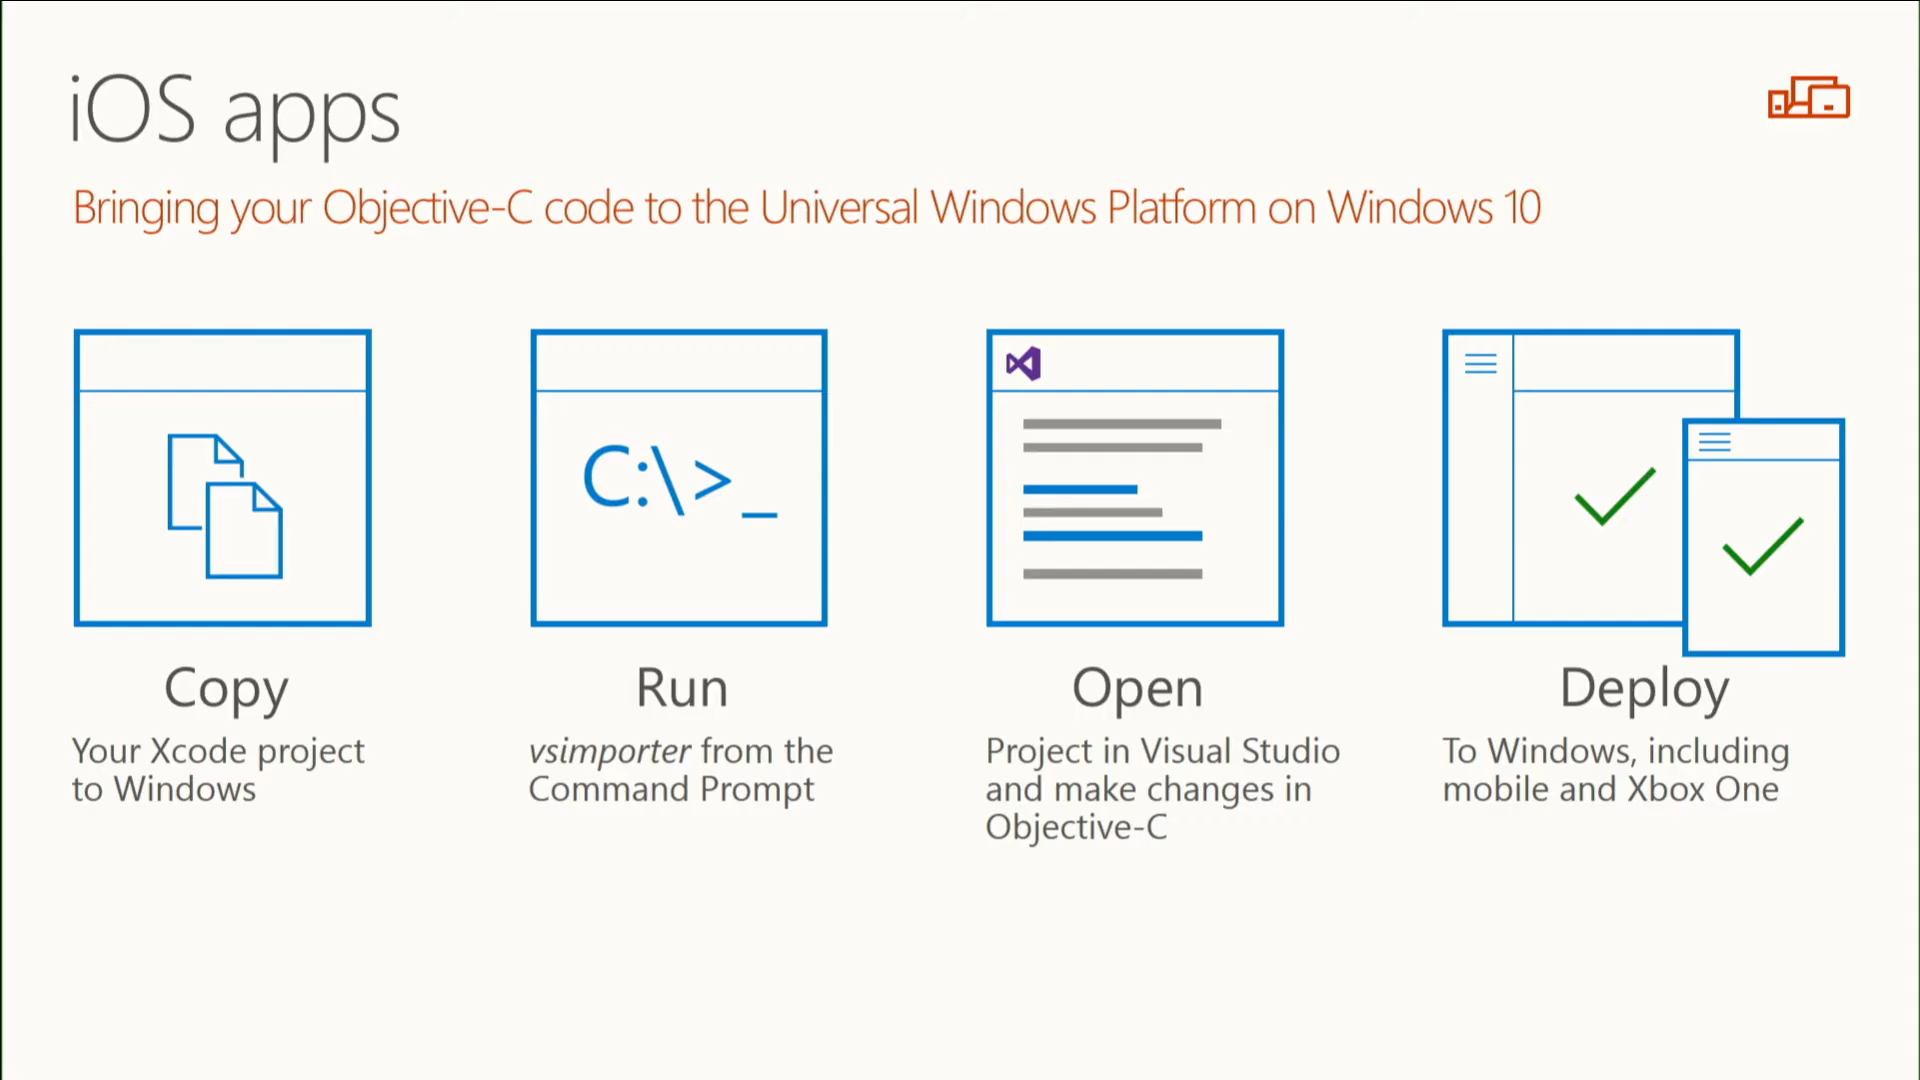 iOS apps
Bringing your Objective-C code to the Universal Windows Platform on Windows 10
C:\>_
Copy
Your Xcode project
to Windows
Run
vsimporter from the
Command Prompt
Open
Project in Visual Studio
and make changes in
Objective-C
Deploy
To Windows, including
mobile and Xbox One